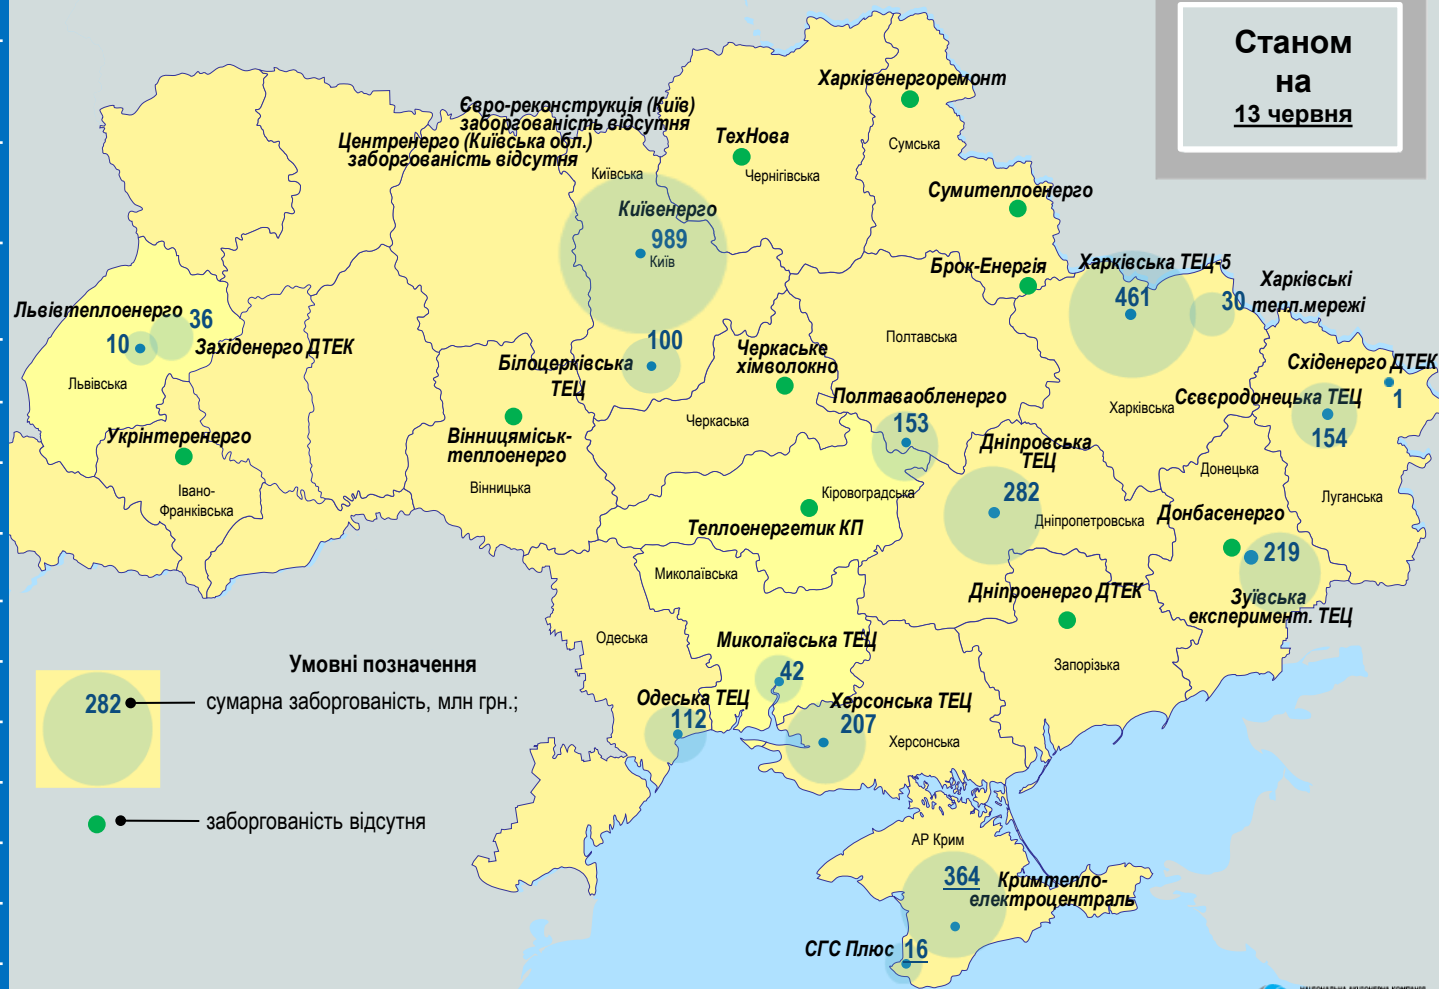 Станом
на
13 червня
Харківенергоремонт
Євро-реконструкція (Київ)
заборгованість відсутня
Центренерго (Київська обл.)
заборгованість відсутня
ТехНова
Сумська
Київська
Чернігівська
Сумитеплоенерго
Київенерго
989
Київ
Брок-Енергія
Харківська ТЕЦ-5
461
Харківські
30 тепл.мережі
Львівтеплоенерго
36
10
Західенерго ДТЕК
Львівська
Полтавська
100
Білоцерківська
ТЕЦ
Черкаське
хімволокно
Східенерго ДТЕК
1
Полтаваобленерго
153
Сєвєродонецька ТЕЦ
154
Харківська
Черкаська
Укрінтеренерго
Вінницяміськ-
теплоенерго
Вінницька
Дніпровська
ТЕЦ
282
Донецька
Луганська
Івано-
Франківська
Кіровоградська
Дніпропетровська
Донбасенерго
219
Теплоенергетик КП
Миколаївська
Дніпроенерго ДТЕК
Зуївська
експеримент. ТЕЦ
Одеська
Миколаївська ТЕЦ
42
Запорізька
Умовні позначення
282
сумарна заборгованість, млн грн.;
Одеська ТЕЦ
112
Херсонська ТЕЦ
207
Херсонська
заборгованість відсутня
АР Крим
364
Кримтепло-
електроцентраль
СГС Плюс 16